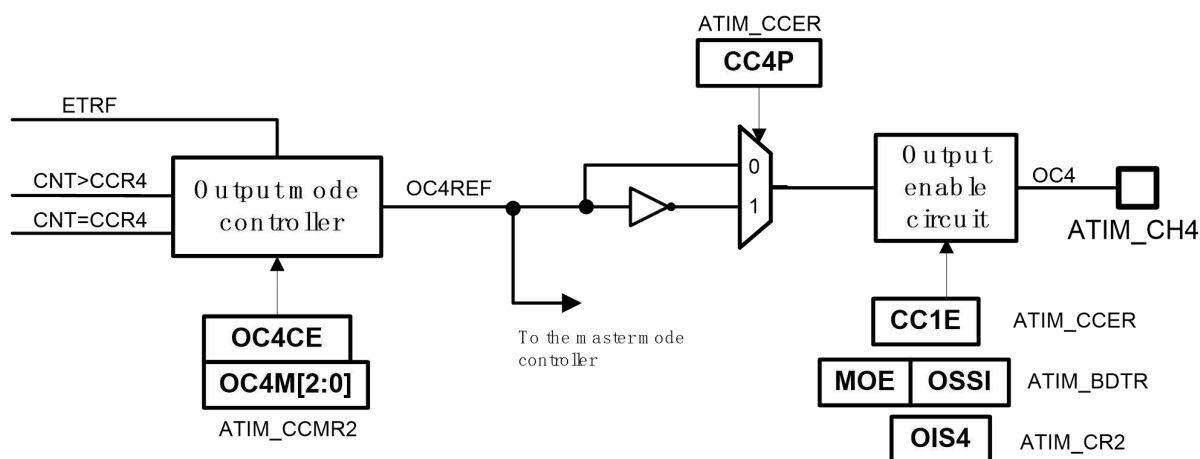 ATIM_CCER
CC4P
ETRF
CNT>CCR4
CNT=CCR4
Output mode
controller
OC4REF
0
1
Output
enable
circuit
OC4
ATIM_CH4
OC4CE
OC4M[2:0]
ATIM_CCMR2
To the master mode
controller
CC1E
ATIM_CCER
MOE
OSSI
ATIM_BDTR
OIS4
ATIM_CR2